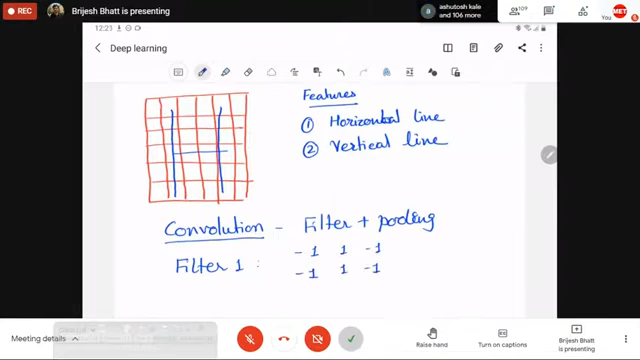 REC
Brijesh Bhatt is presenting
ashutosh kale
and 106 more
109
MET
12:23
Deep learning
Features
① Horizontal line
② Vertical line
Convolution - Filter + pooling
-1 1 -1
Filter 1 :
-1 1 -1
Meeting details
Raise hand
Turn on captions
Brijesh Bhatt
is presenting